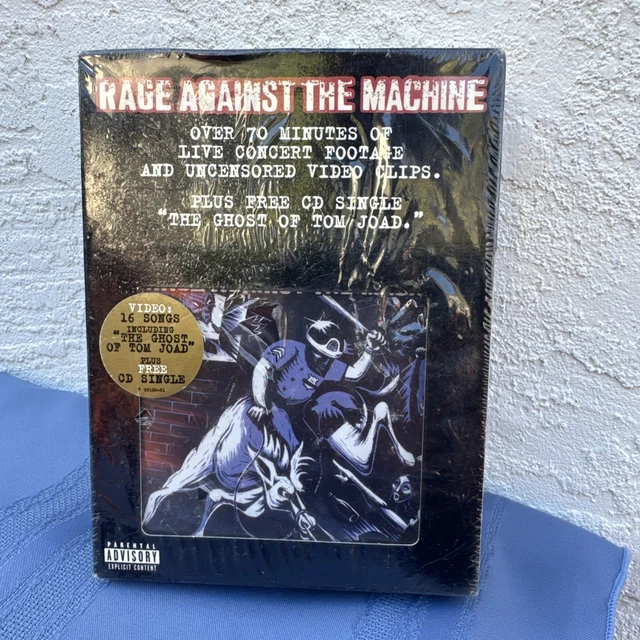 RAGE AGAINST THE MACHINE
OVER 70 MINUTES OF
LIVE CONCERT FOOTAGE
AND UNCENSORED VIDEO CLIPS.
PLUS FREE CD SINGLE
"THE GHOST OF TOM JOAD."
VIDEO:
16 SONGS
INCLUDING
"THE GHOST
OF TOM JOAD"
PLUS
FREE
CD SINGLE
PARENTAL
ADVISORY
EXPLICIT CONTENT